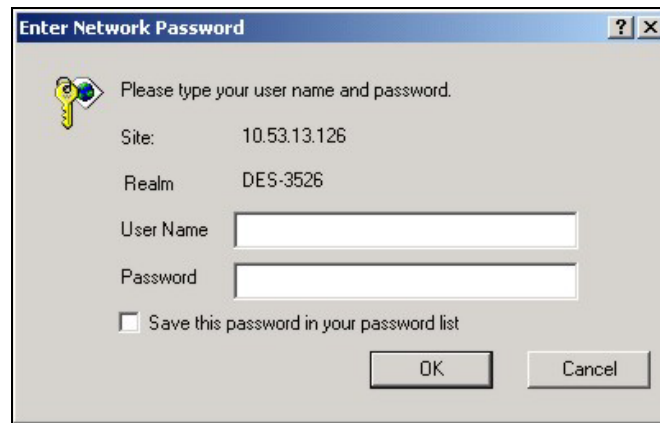 Enter Network Password
Please type your user name and password.
Site: 10.53.13.126
Realm DES-3526
User Name
Password
Save this password in your password list
OK Cancel